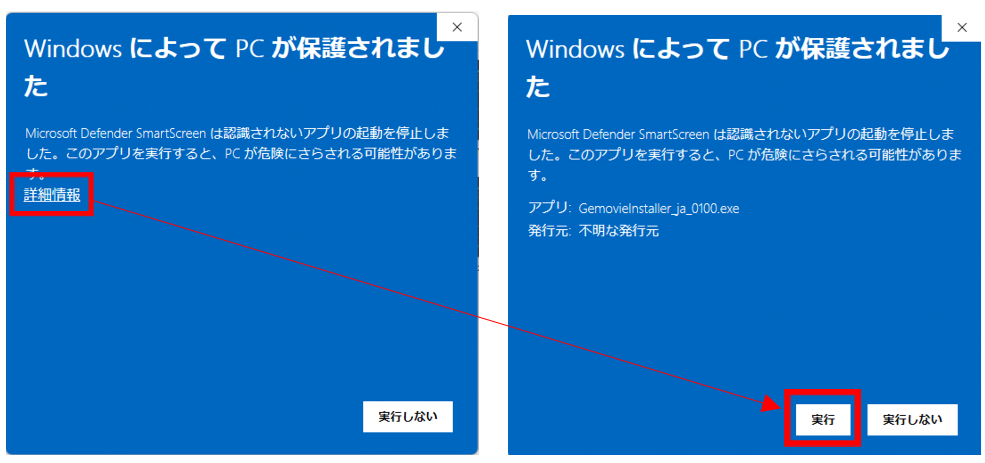 Windows によって PC が保護されまし
た
Microsoft Defender SmartScreen は認識されないアプリの起動を停止しま
した。このアプリを実行すると、PC が危険にさらされる可能性がありま
す。
詳細情報
実行しない
Windows によって PC が保護されまし
た
Microsoft Defender SmartScreen は認識されないアプリの起動を停止しま
した。このアプリを実行すると、PC が危険にさらされる可能性がありま
す。
アプリ: GemovieInstaller_ja_0100.exe
発行元: 不明な発行元
実行 実行しない